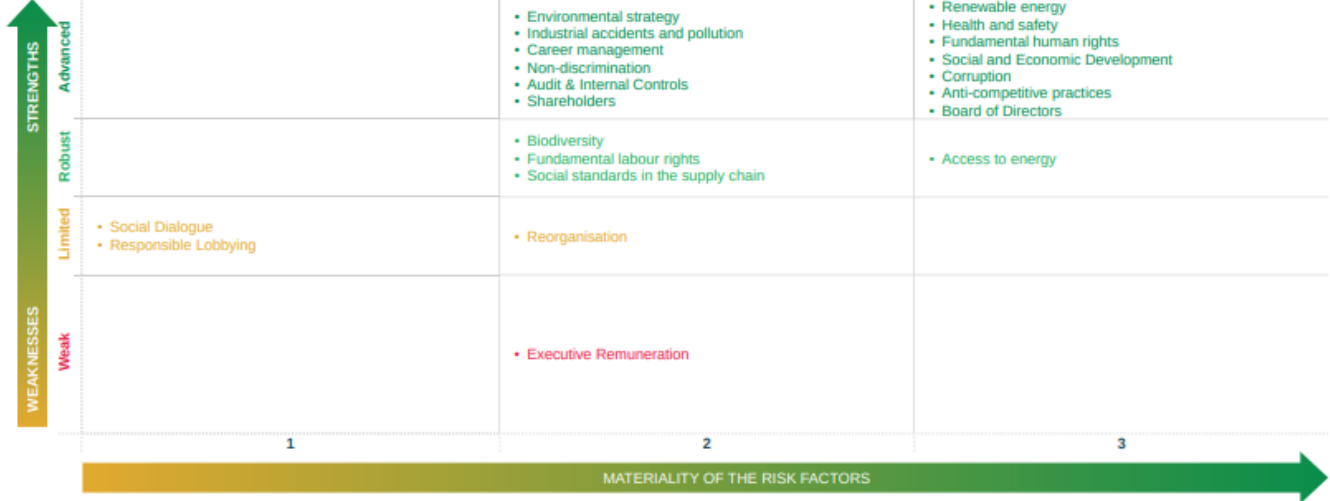 STRENGTHS
WEAKNESSES
Advanced
• Environmental strategy
• Industrial accidents and pollution
• Career management
• Non-discrimination
• Audit & Internal Controls
• Shareholders
• Renewable energy
• Health and safety
• Fundamental human rights
• Social and Economic Development
• Corruption
• Anti-competitive practices
• Board of Directors
Robust
• Biodiversity
• Fundamental labour rights
• Social standards in the supply chain
• Access to energy
Limited
• Social Dialogue
• Responsible Lobbying
• Reorganisation
Weak
• Executive Remuneration
1
2
3
MATERIALITY OF THE RISK FACTORS